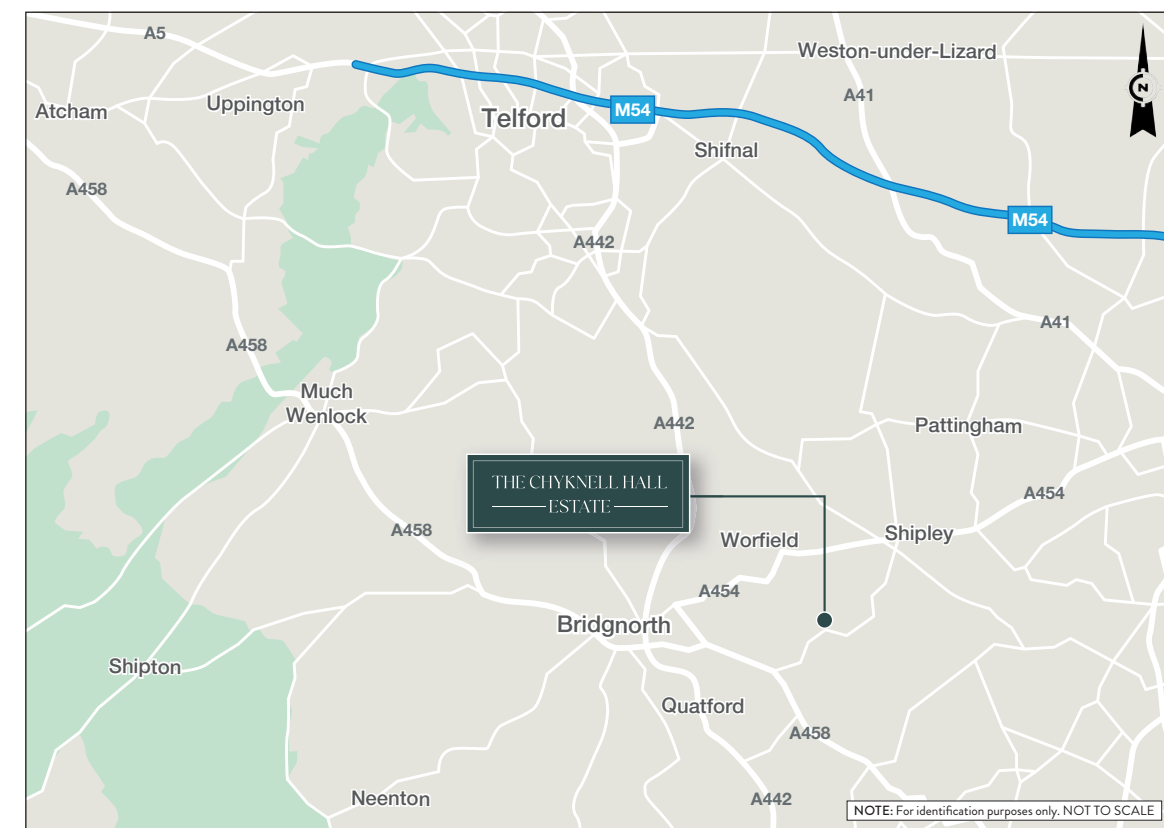 A5
Weston-under-Lizard
A41
N
Uppington
Atcham
Telford
M54
Shifnal
A458
M54
A442
A41
A458
Much
Wenlock
A442
Pattingham
THE CHYKNELL HALL
ESTATE
A454
A458
Worfield
Shipley
A454
Bridgnorth
Shipton
Quatford
A458
Neenton
A442
NOTE: For identification purposes only. NOT TO SCALE